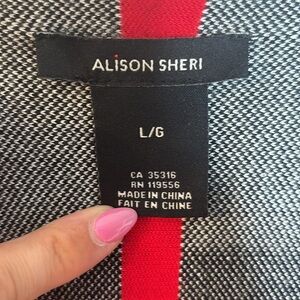 ALISON SHERI
L/G
CA 35316
RN 119556
MADE IN CHINA
FAIT EN CHINE